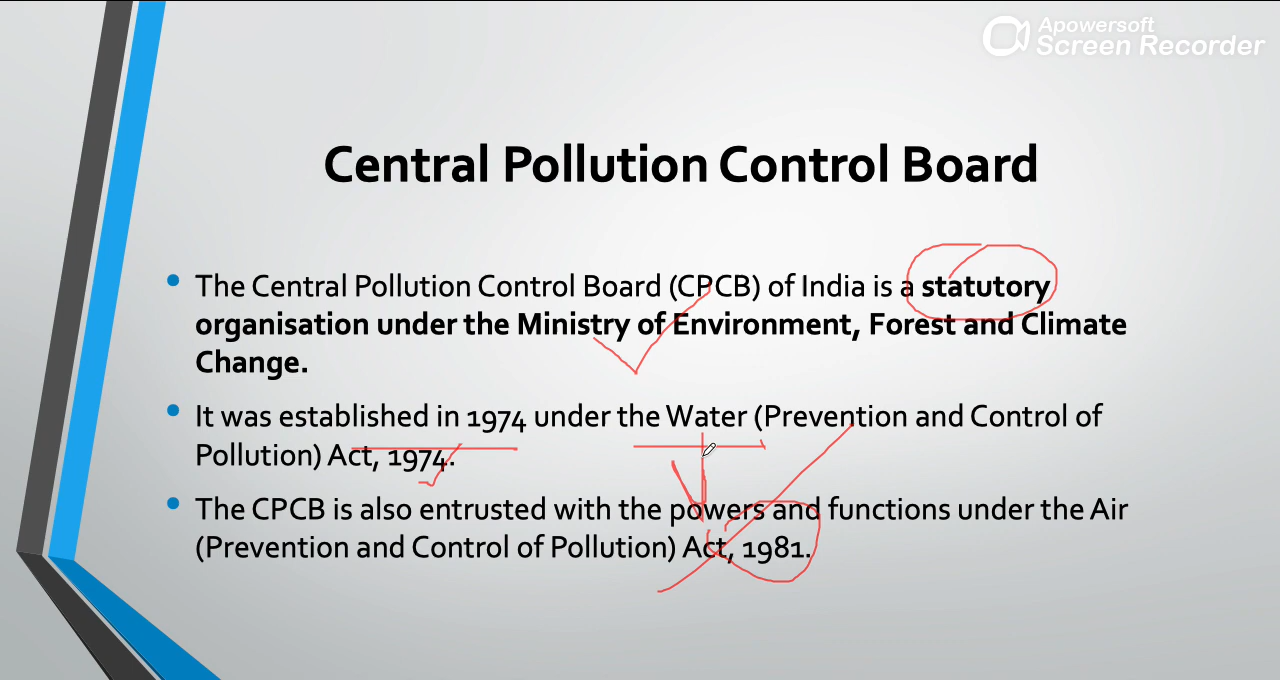 Apowersoft
Screen Recorder
Central Pollution Control Board
The Central Pollution Control Board (CPCB) of India is a statutory
organisation under the Ministry of Environment, Forest and Climate
Change.
It was established in 1974 under the Water (Prevention and Control of
Pollution) Act, 1974.
The CPCB is also entrusted with the powers and functions under the Air
(Prevention and Control of Pollution) Act, 1981.